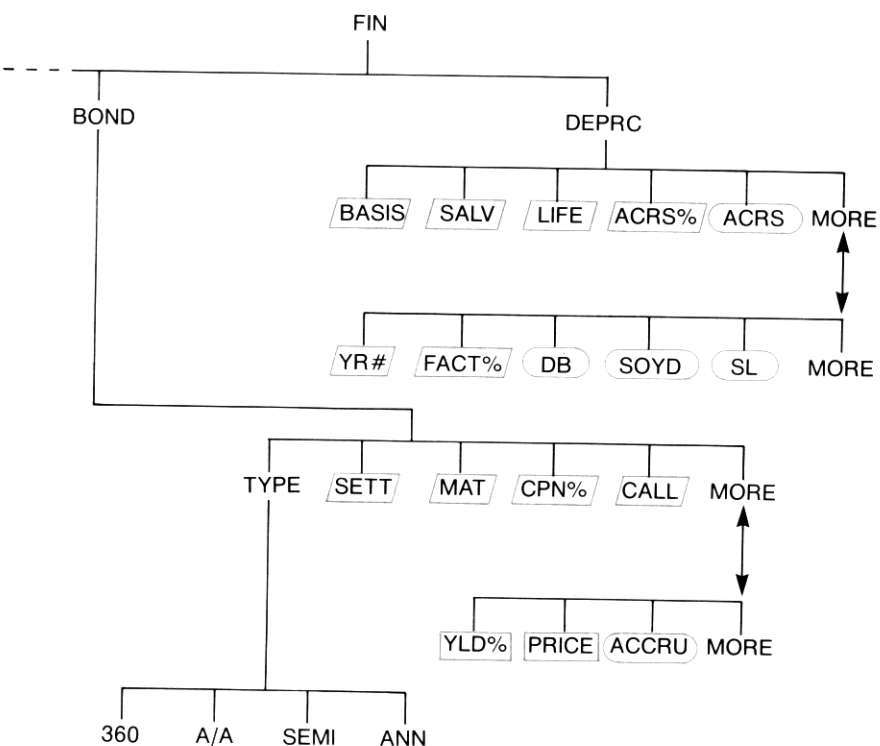 FIN
BOND
DEPRC
BASIS SALV LIFE ACRS% ACRS MORE
YR# FACT% DB SOYD SL MORE
TYPE SETT MAT CPN% CALL MORE
YLD% PRICE ACCRU MORE
360 A/A SEMI ANN